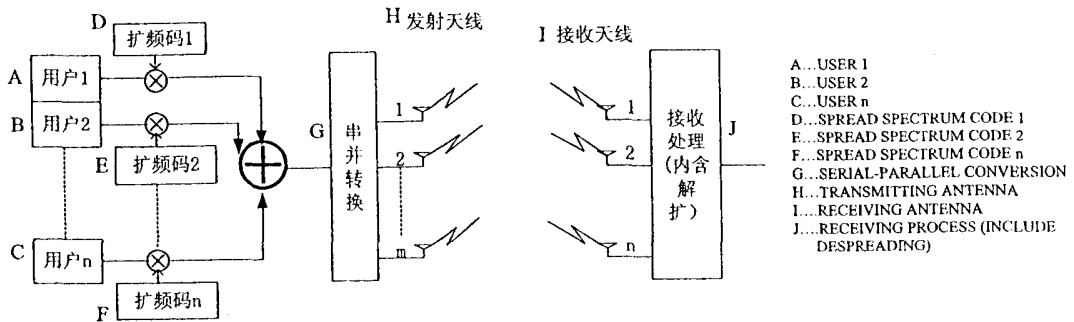 D
扩频码1
A
用户1
B
用户2
E
扩频码2
C
用户n
扩频码n
F
H 发射天线
G
串并转换
1
2
m
I 接收天线
1
2
n
接收
处理
(内含
解
扩)
J
A...USER 1
B...USER 2
C...USER n
D...SPREAD SPECTRUM CODE 1
E...SPREAD SPECTRUM CODE 2
F...SPREAD SPECTRUM CODE n
G...SERIAL-PARALLEL CONVERSION
H...TRANSMITTING ANTENNA
I...RECEIVING ANTENNA
J....RECEIVING PROCESS (INCLUDE
DESPREADING)